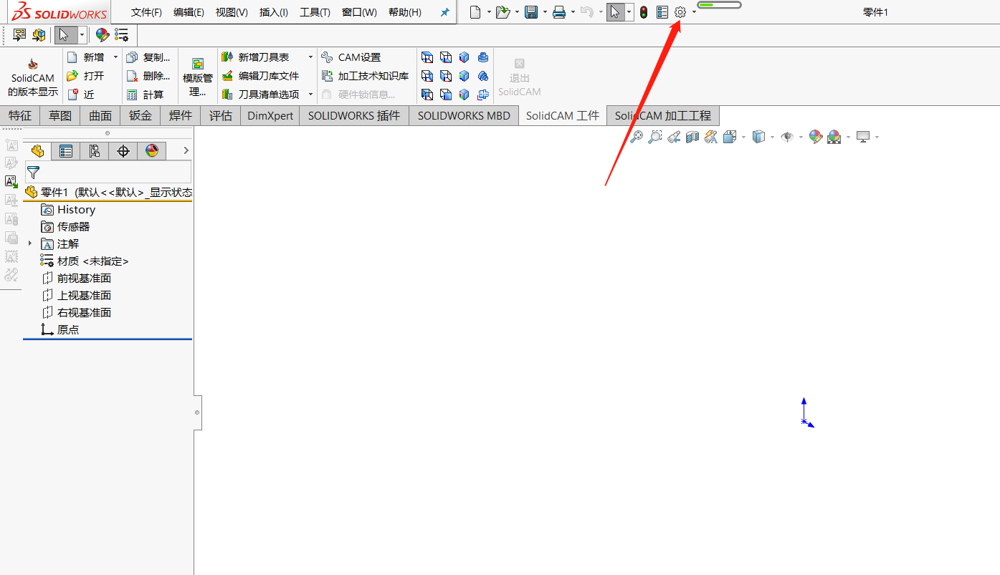 SOLIDWORKS 文件(F) 编辑(E) 视图(V) 插入(I) 工具(T) 窗口(W) 帮助(H) 零件1
SolidCAM
的版本显示
新增
打开
近
复制...
删除...
计算
模版管
理...
新增刀具表
编辑刀库文件
刀具清单选项
CAM设置
加工技术知识库
硬件锁信息...
退出
SolidCAM
特征 草图 曲面 钣金 焊件 评估 DimXpert SOLIDWORKS 插件 SOLIDWORKS MBD SolidCAM 工件 SolidCAM 加工工程
零件1 (默认<<默认>_显示状态
History
传感器
注解
材质 <未指定>
前视基准面
上视基准面
右视基准面
原点